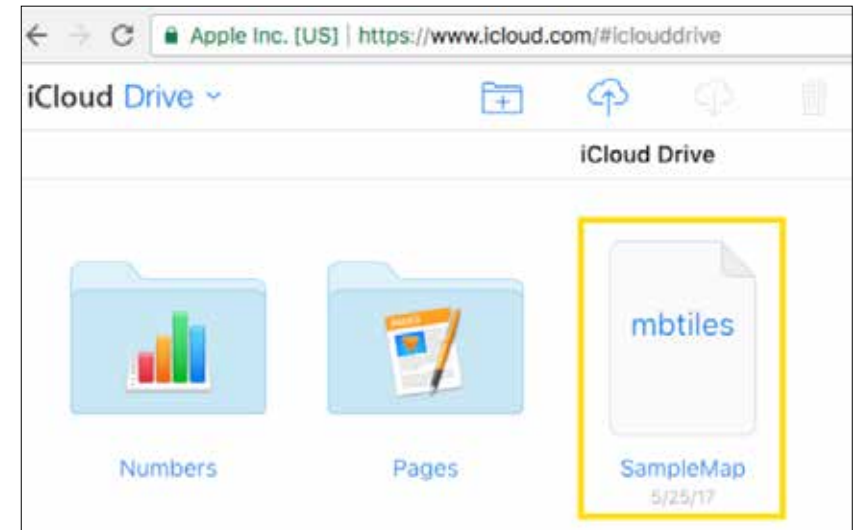 Apple Inc. [US] | https://www.icloud.com/#iclouddrive
iCloud Drive
iCloud Drive
mbtiles
Numbers
Pages
SampleMap
5/25/17